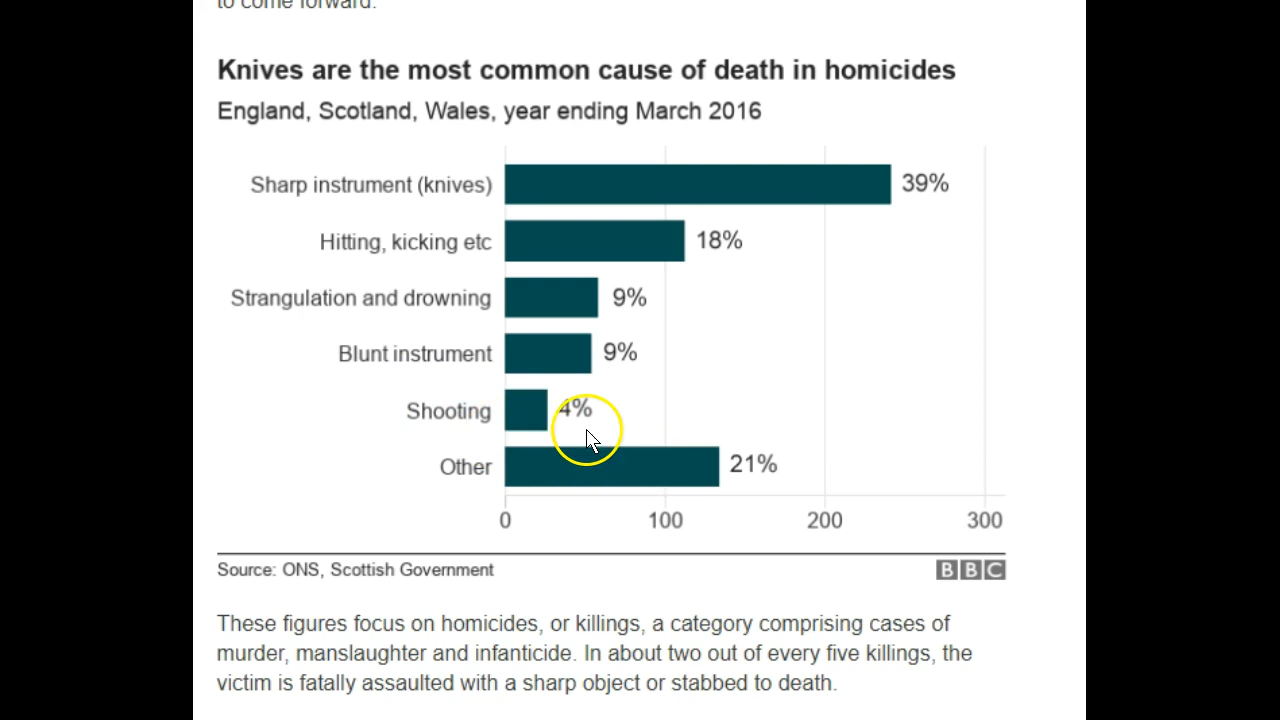 to come forward.
Knives are the most common cause of death in homicides
England, Scotland, Wales, year ending March 2016
Sharp instrument (knives) 39%
Hitting, kicking etc 18%
Strangulation and drowning 9%
Blunt instrument 9%
Shooting 4%
Other 21%
0 100 200 300
Source: ONS, Scottish Government BBC
These figures focus on homicides, or killings, a category comprising cases of
murder, manslaughter and infanticide. In about two out of every five killings, the
victim is fatally assaulted with a sharp object or stabbed to death.